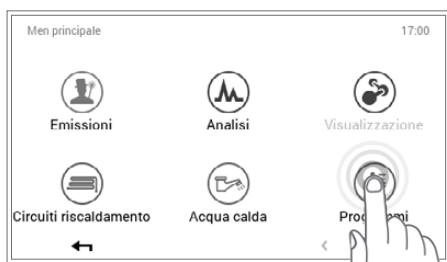 Men principale 17:00
Emissioni Analisi Visualizzazione
Circuiti riscaldamento Acqua calda